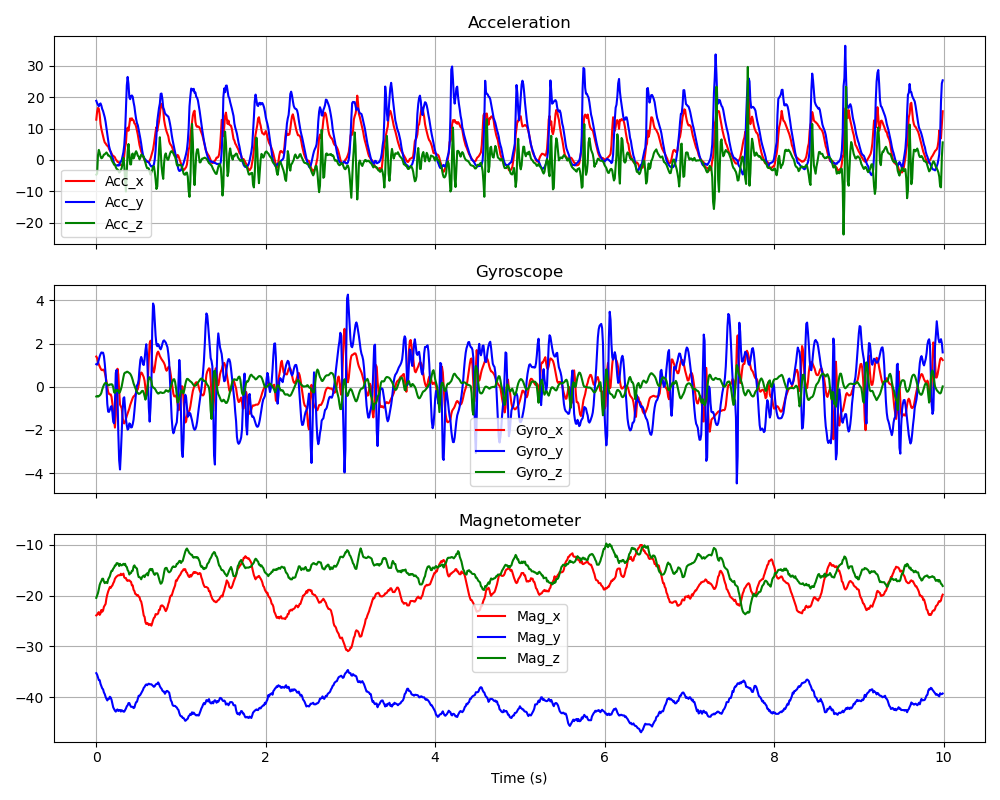 Acceleration
30
20
10
0
−10
−20
Acc_x
Acc_y
Acc_z
Gyroscope
4
2
0
−2
−4
Gyro_x
Gyro_y
Gyro_z
Magnetometer
−10
−20
−30
−40
Mag_x
Mag_y
Mag_z
0 2 4 6 8 10
Time (s)